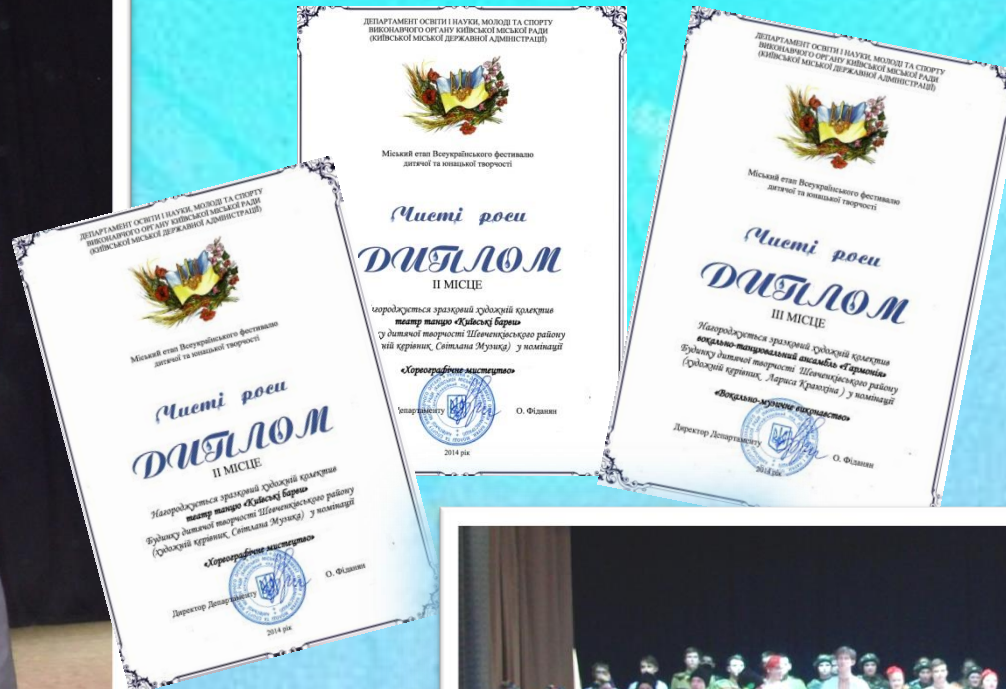 ДЕПАРТАМЕНТ ОСВІТИ І НАУКИ, МОЛОДІ ТА СПОРТУ
ВИКОНАВЧОГО ОРГАНУ КИЇВСЬКОЇ МІСЬКОЇ РАДИ
(КИЇВСЬКОЇ МІСЬКОЇ ДЕРЖАВНОЇ АДМІНІСТРАЦІЇ)
Міський етап Всеукраїнського фестивалю
дитячої та юнацької творчості
Чисті роси
ДИПЛОМ
ІІ МІСЦЕ
Нагороджується зразковий художній колектив
театр танцю «Київські барви»
Будинку дитячої творчості Шевченківського району
(художній керівник Світлана Музика) у номінації
«Хореографічне мистецтво»
Директор Департаменту
О. Фіданян
2014 рік
ДЕПАРТАМЕНТ ОСВІТИ І НАУКИ, МОЛОДІ ТА СПОРТУ
ВИКОНАВЧОГО ОРГАНУ КИЇВСЬКОЇ МІСЬКОЇ РАДИ
(КИЇВСЬКОЇ МІСЬКОЇ ДЕРЖАВНОЇ АДМІНІСТРАЦІЇ)
Міський етап Всеукраїнського фестивалю
дитячої та юнацької творчості
Чисті роси
ДИПЛОМ
ІІ МІСЦЕ
агороджується зразковий художній колектив
театр танцю «Київські барви»
ку дитячої творчості Шевченківського району
ній керівник Світлана Музика) у номінації
«Хореографічне мистецтво»
Департаменту
О. Фіданян
2014 рік
ДЕПАРТАМЕНТ ОСВІТИ І НАУКИ, МОЛОДІ ТА СПОРТУ
ВИКОНАВЧОГО ОРГАНУ КИЇВСЬКОЇ МІСЬКОЇ РАДИ
(КИЇВСЬКОЇ МІСЬКОЇ ДЕРЖАВНОЇ АДМІНІСТРАЦІЇ)
Міський етап Всеукраїнського фестивалю
дитячої та юнацької творчості
Чисті роси
ДИПЛОМ
ІІІ МІСЦЕ
Нагороджується зразковий художній колектив
вокально-танцювальний ансамбль «Гармонія»
Будинку дитячої творчості Шевченківського району
(художній керівник Лариса Краюхіна) у номінації
«Вокально-музичне виконавство»
Директор Департаменту
О. Фіданян
2014 рік